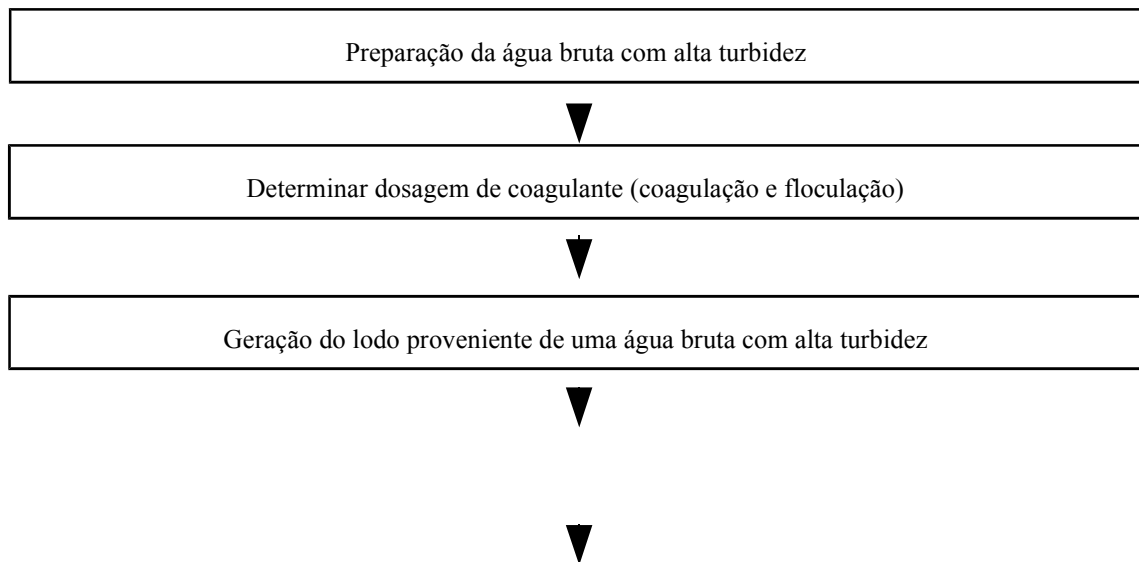 Preparação da água bruta com alta turbidez
Determinar dosagem de coagulante (coagulação e floculação)
Geração do lodo proveniente de uma água bruta com alta turbidez